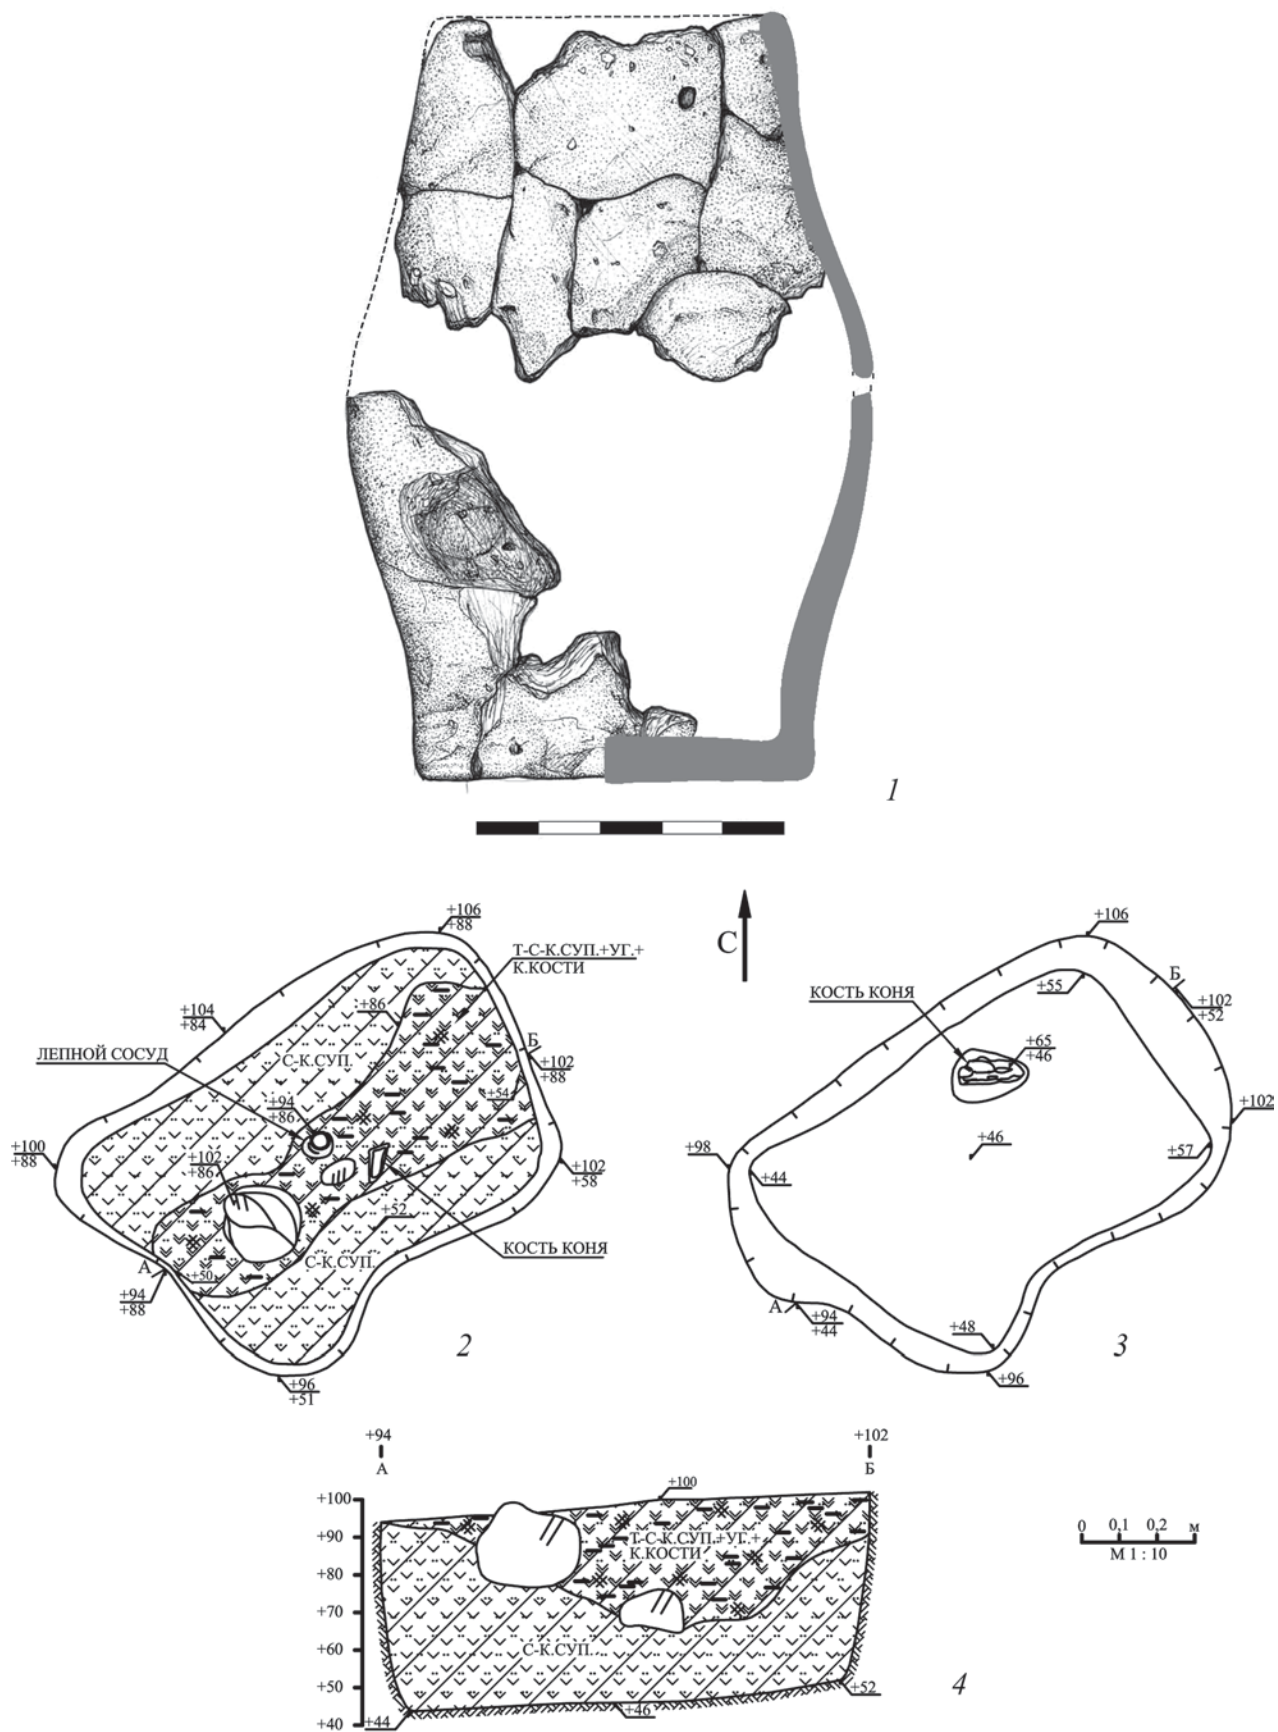 1
+106
+88
Т-С-К.СУП.+УГ.+
К.КОСТИ
+104
+84
+86
ЛЕПНОЙ СОСУД
С-К.СУП.
Б
+102
+88
+94
+86
+54
+100
+88
+102
+86
+102
+58
+52
КОСТЬ КОНЯ
С-К.СУП.
А
+50
+94
+88
2
+96
+51
С
+106
КОСТЬ КОНЯ
+55
Б
+102
+52
+65
+46
+102
+46
+57
+98
+44
А
+94
+44
+48
3
+96
+94
А
+102
Б
+100
+100
+90
+80
+70
+60
+50
+40
Т-С-К.СУП.+УГ.+
К.КОСТИ
С-К.СУП.
+44
+46
+52
4
0 0,1 0,2 м
М 1 : 10